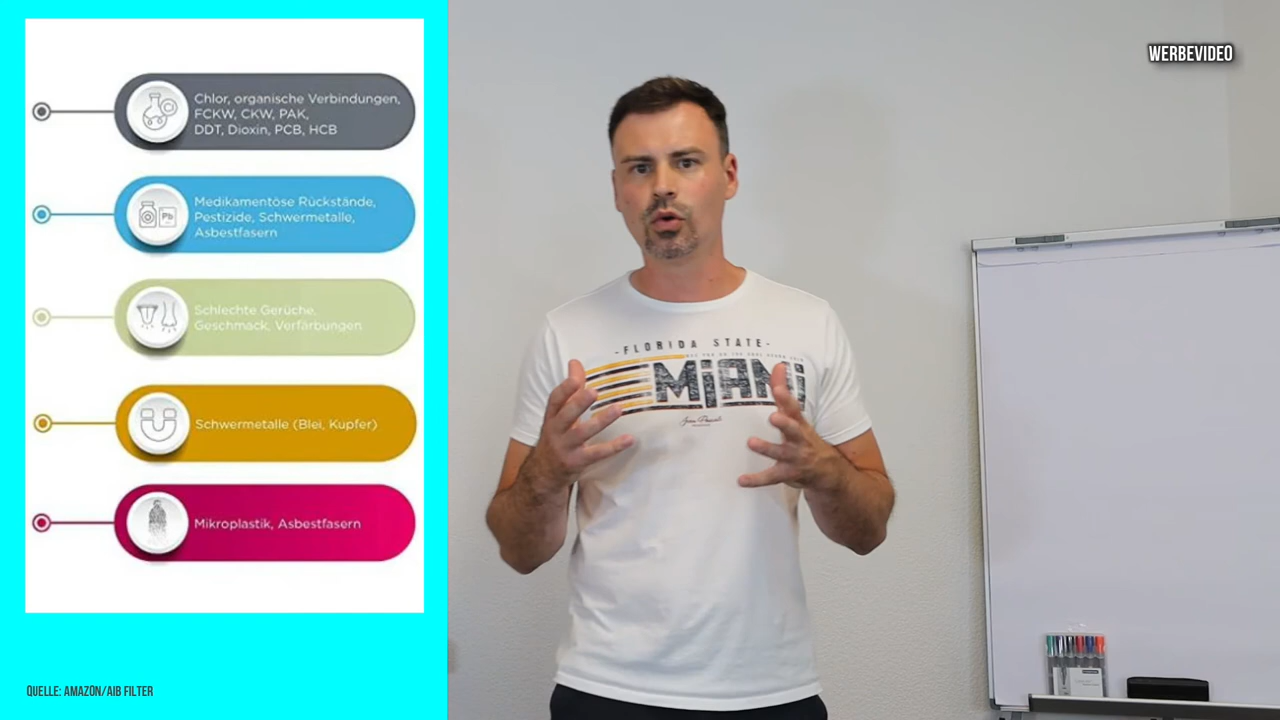 WERBEVIDEO
Chlor, organische Verbindungen,
FCKW, CKW, PAK,
DDT, Dioxin, PCB, HCB
Medikamentöse Rückstände,
Pestizide, Schwermetalle,
Asbestfasern
Pb
Schlechte Gerüche,
Geschmack, Verfärbungen
Schwermetalle (Blei, Kupfer)
Mikroplastik, Asbestfasern
-FLORIDA STATE-
MiAMi
QUELLE: AMAZON/AIB FILTER